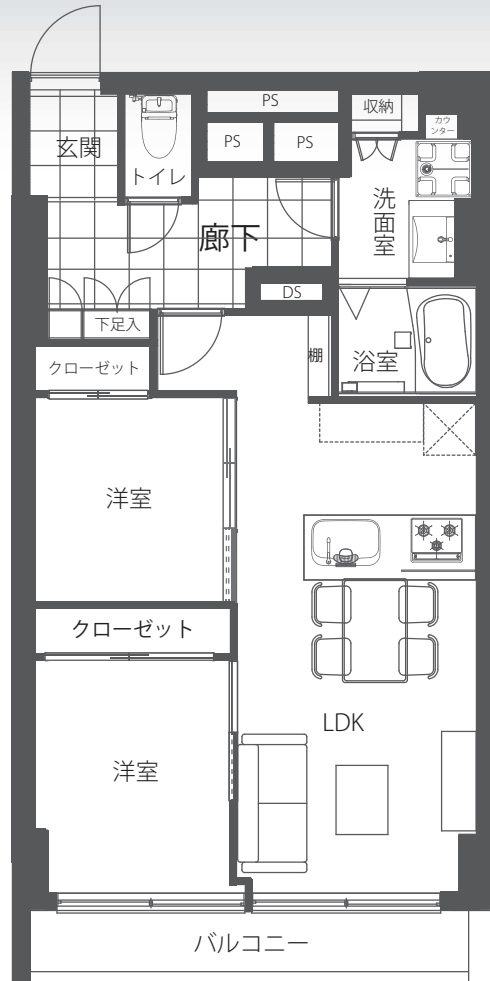 PS
収納
カウ
ンター
玄関
トイレ
PS
PS
洗面室
廊下
DS
下足入
棚
浴室
クローゼット
洋室
クローゼット
LDK
洋室
バルコニー